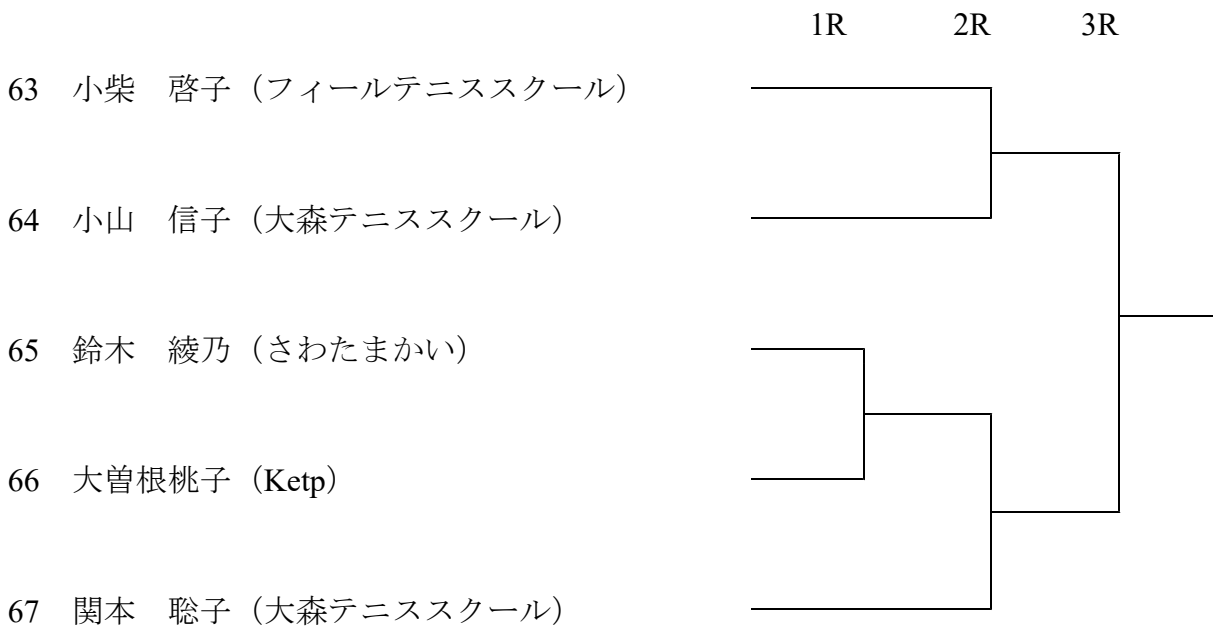 1R 2R 3R
63 小柴 啓子（フィールテニススクール）
64 小山 信子（大森テニススクール）
65 鈴木 綾乃（さわたまかい）
66 大曽根桃子（Ketp）
67 関本 聡子（大森テニススクール）